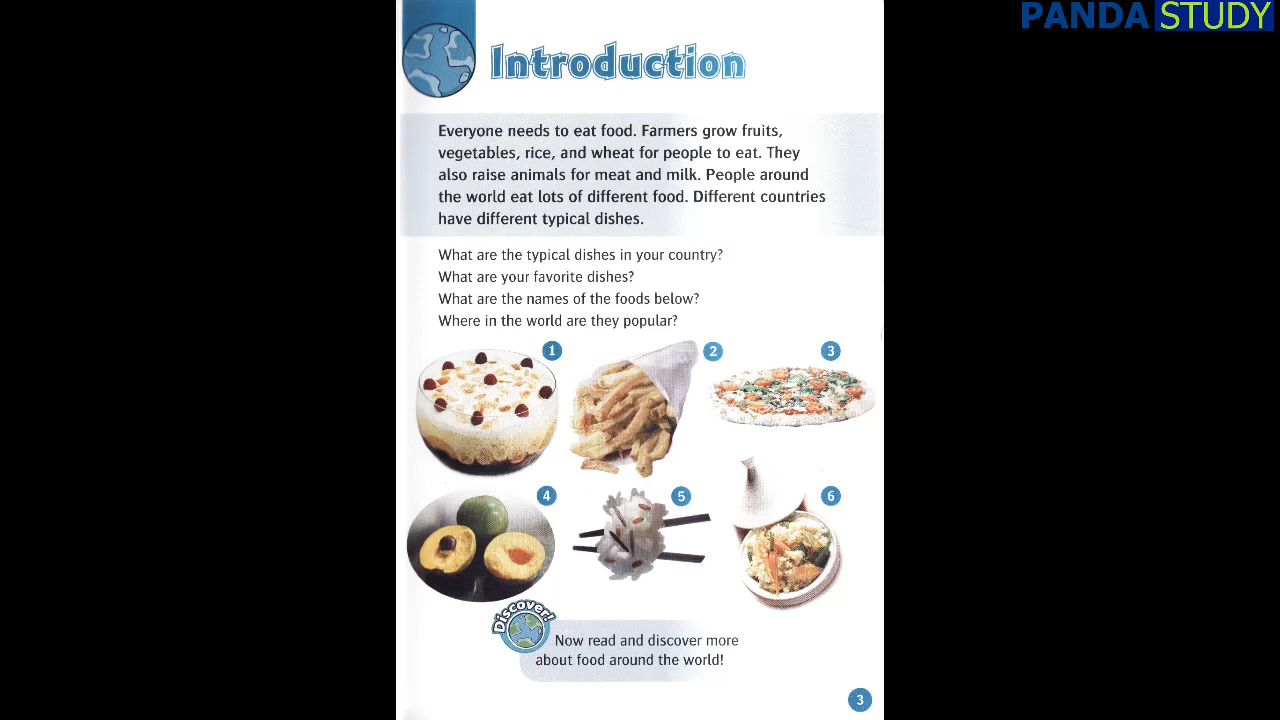 PANDA STUDY
Introduction
Everyone needs to eat food. Farmers grow fruits,
vegetables, rice, and wheat for people to eat. They
also raise animals for meat and milk. People around
the world eat lots of different food. Different countries
have different typical dishes.
What are the typical dishes in your country?
What are your favorite dishes?
What are the names of the foods below?
Where in the world are they popular?
1
2
3
4
5
6
Discover!
Now read and discover more
about food around the world!
3